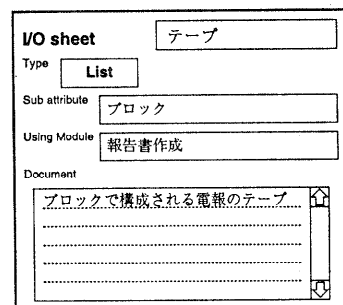 I/O sheet テープ
Type List
Sub attribute ブロック
Using Module 報告書作成
Document
ブロックで構成される電報のテープ